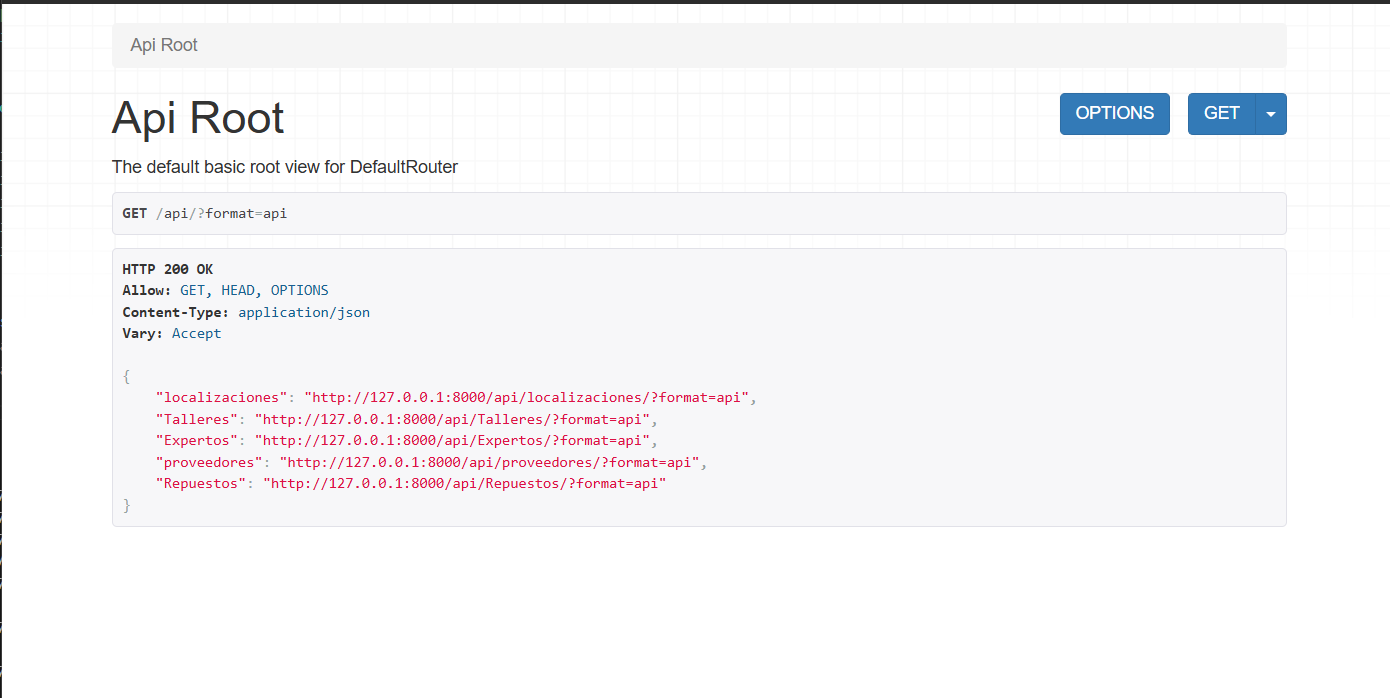 Api Root
Api Root
OPTIONS
GET
The default basic root view for DefaultRouter
GET /api/?format=api
HTTP 200 OK
Allow: GET, HEAD, OPTIONS
Content-Type: application/json
Vary: Accept
{
    "localizaciones": "http://127.0.0.1:8000/api/localizaciones/?format=api",
    "Talleres": "http://127.0.0.1:8000/api/Talleres/?format=api",
    "Expertos": "http://127.0.0.1:8000/api/Expertos/?format=api",
    "proveedores": "http://127.0.0.1:8000/api/proveedores/?format=api",
    "Repuestos": "http://127.0.0.1:8000/api/Repuestos/?format=api"
}